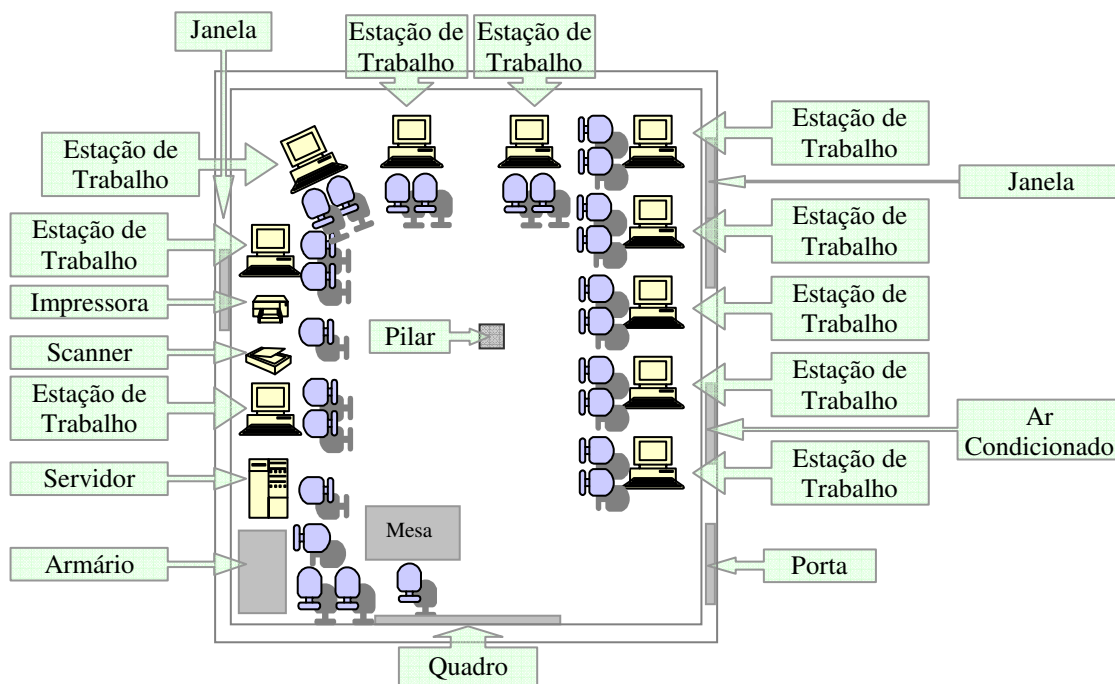 Janela
Estação de
Trabalho
Estação de
Trabalho
Estação de
Trabalho
Estação de
Trabalho
Janela
Estação de
Trabalho
Estação de
Trabalho
Impressora
Estação de
Trabalho
Pilar
Scanner
Estação de
Trabalho
Estação de
Trabalho
Ar
Condicionado
Servidor
Estação de
Trabalho
Mesa
Armário
Porta
Quadro